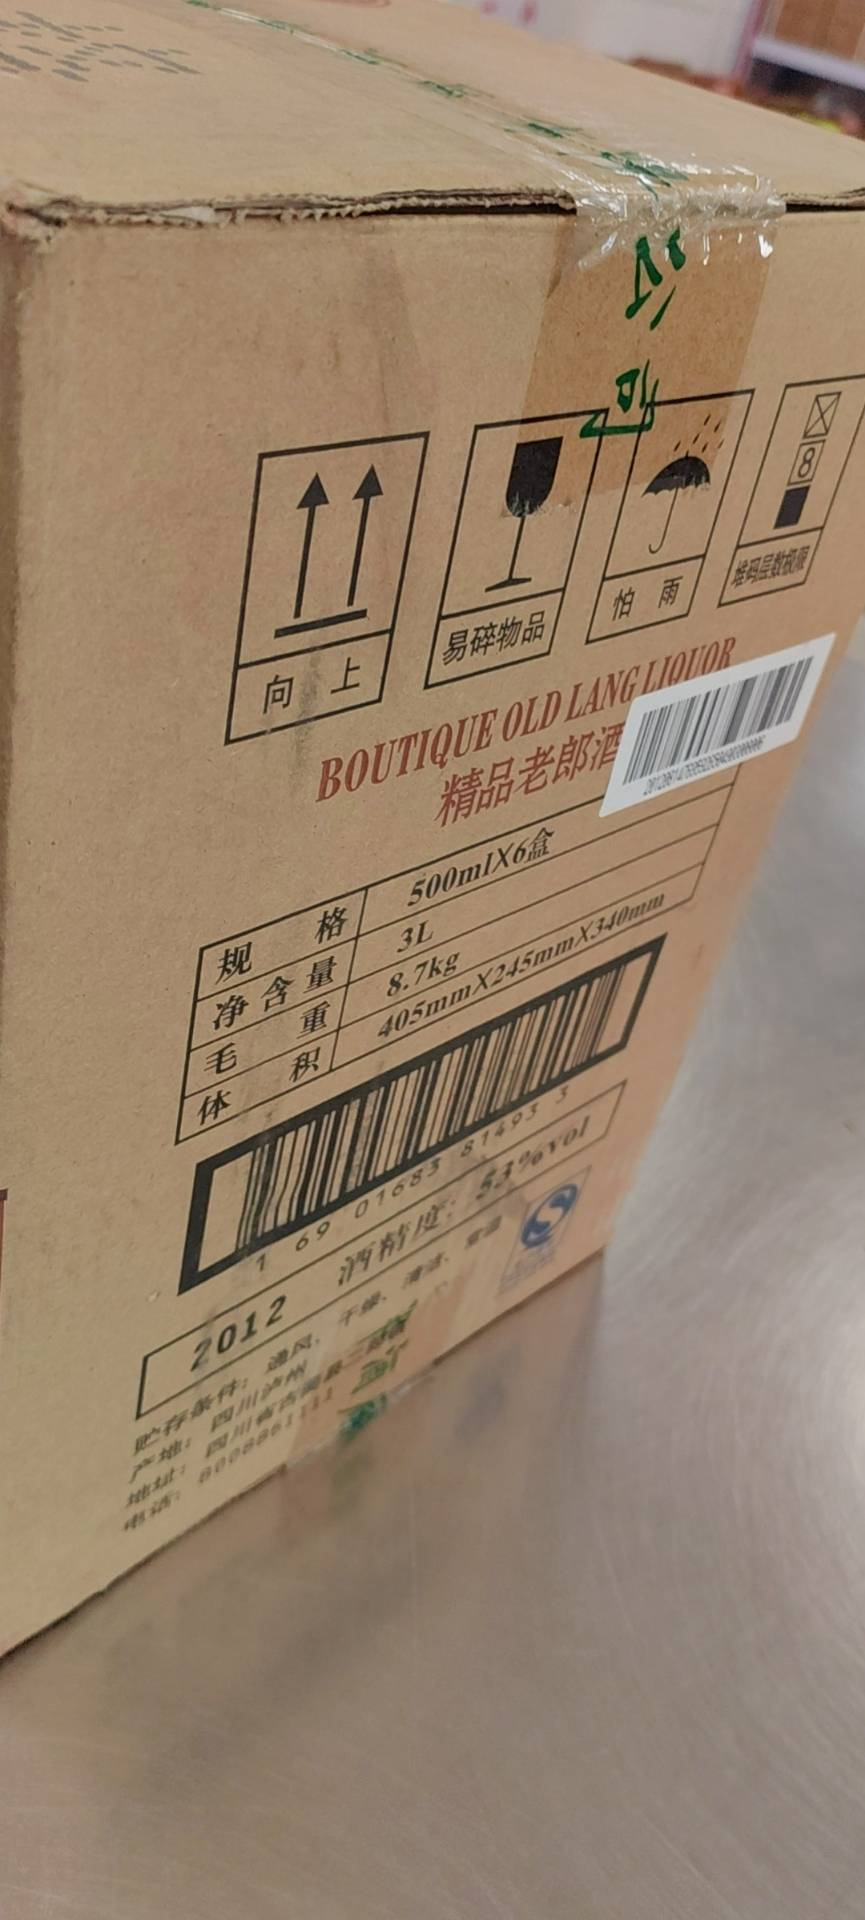 8
向 上
易碎物品
怕 雨
堆码层数极限
BOUTIQUE OLD LANG LIQUOR
精品老郎酒
规 格 500mlX6盒
净含量 3L
毛 重 8.7kg
体 积 405mmX245mmX340mm
1 69 01683 81493 3
2012 酒精度: 53%vol
贮存条件: 通风、干燥、清洁、常温
产地: 四川泸州
地址: 四川省古蔺县二郎镇
电话: 8008861111